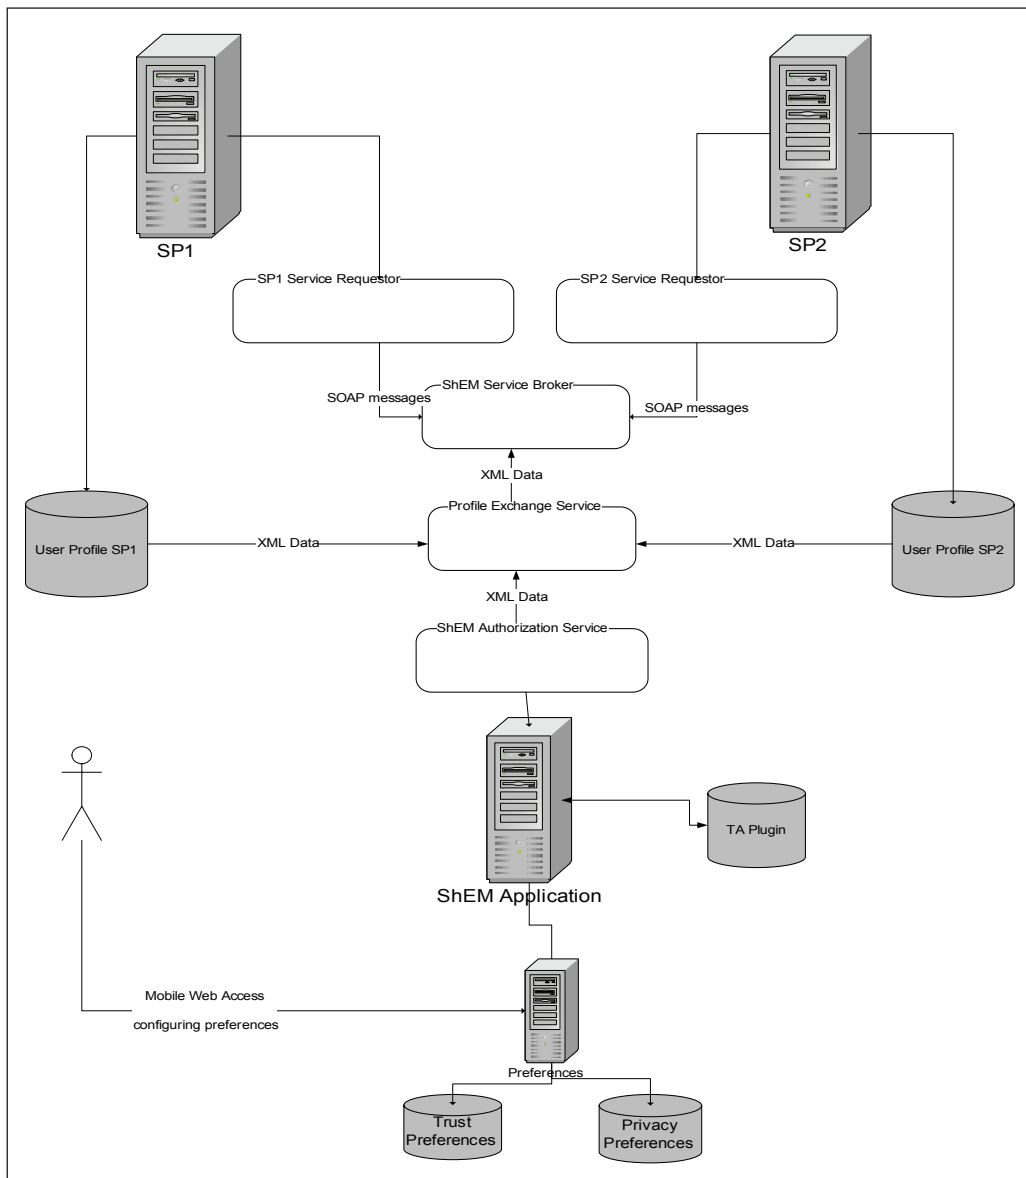 SP1
SP2
SP1 Service Requestor
SP2 Service Requestor
ShEM Service Broker
SOAP messages
SOAP messages
XML Data
Profile Exchange Service
User Profile SP1
XML Data
XML Data
User Profile SP2
XML Data
ShEM Authorization Service
TA Plugin
ShEM Application
Mobile Web Access
configuring preferences
Preferences
Trust
Preferences
Privacy
Preferences